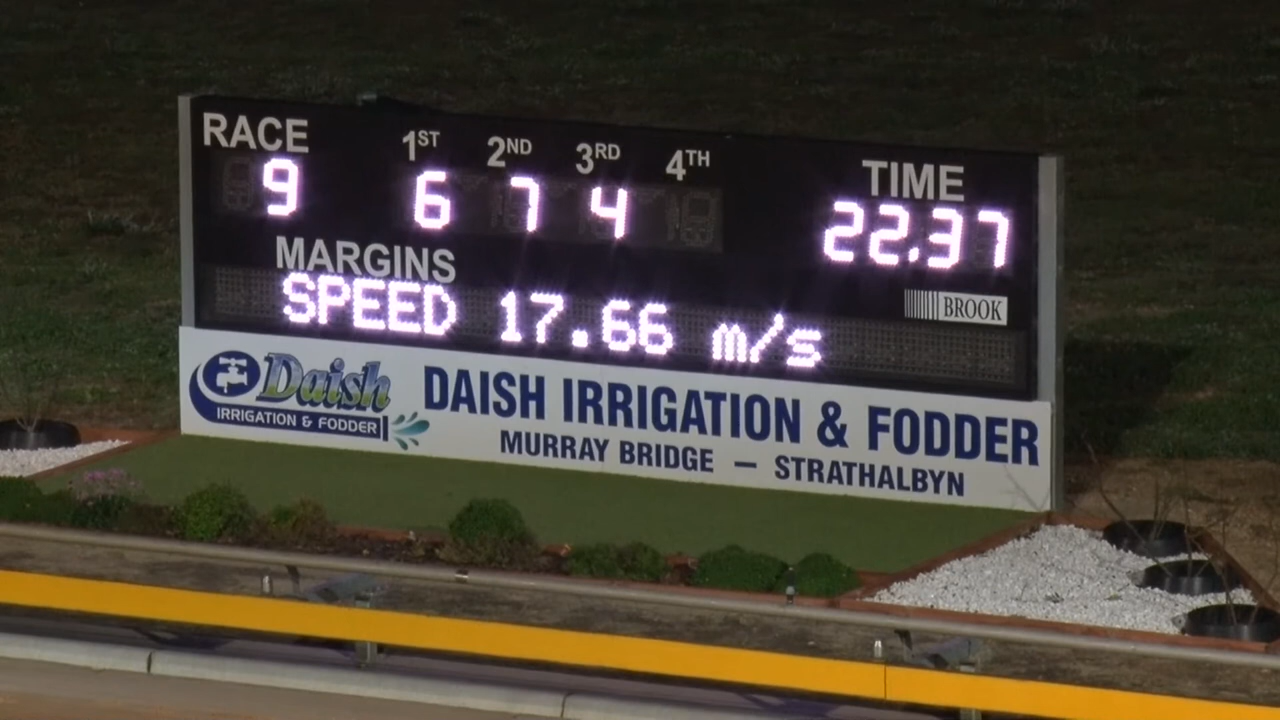 RACE 1ST 2ND 3RD 4TH TIME
9 6 7 4 22.37
MARGINS
SPEED 17.66 m/s
BROOK
Daish
IRRIGATION & FODDER
DAISH IRRIGATION & FODDER
MURRAY BRIDGE – STRATHALBYN